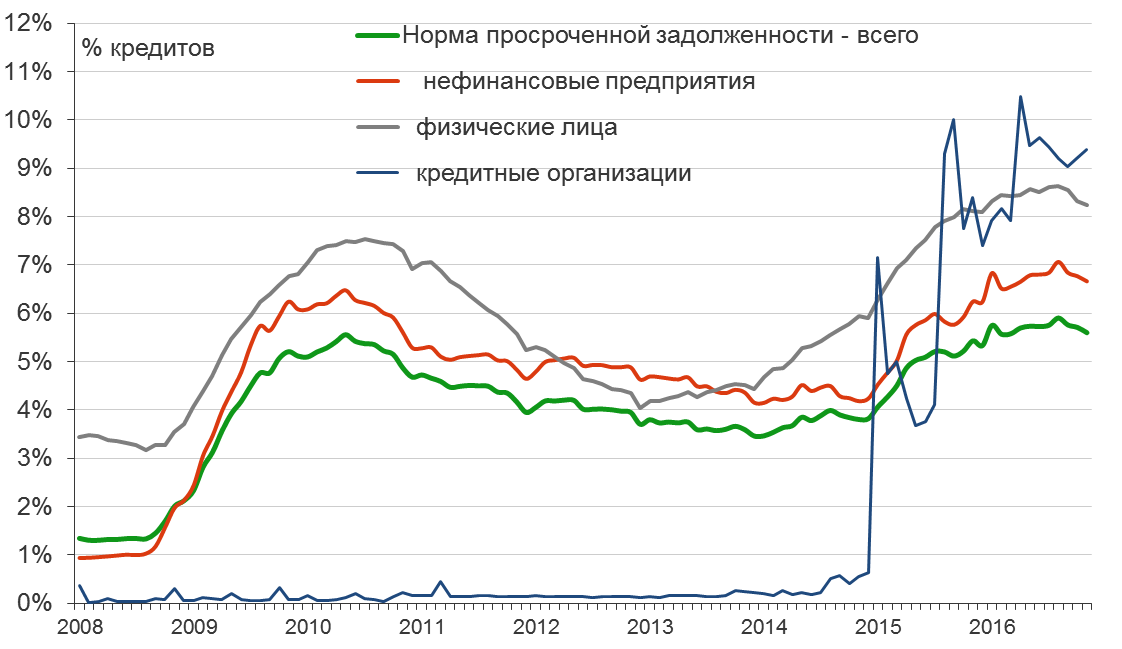 12%
% кредитов
Норма просроченной задолженности - всего
11%
нефинансовые предприятия
10%
физические лица
9%
кредитные организации
8%
7%
6%
5%
4%
3%
2%
1%
0%
2008 2009 2010 2011 2012 2013 2014 2015 2016